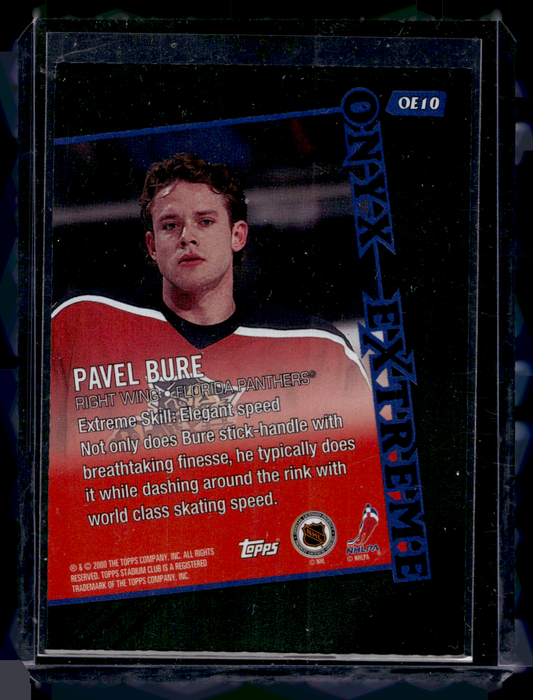 OE10
ONYX EXTREME
PAVEL BURE
RIGHT WING • FLORIDA PANTHERS®
Extreme Skill: Elegant speed
Not only does Bure stick-handle with
breathtaking finesse, he typically does
it while dashing around the rink with
world class skating speed.
® & © 2000 THE TOPPS COMPANY, INC. ALL RIGHTS
RESERVED. TOPPS STADIUM CLUB IS A REGISTERED
TRADEMARK OF THE TOPPS COMPANY, INC.
Topps
NHL
© NHL
NHLPA
© NHLPA